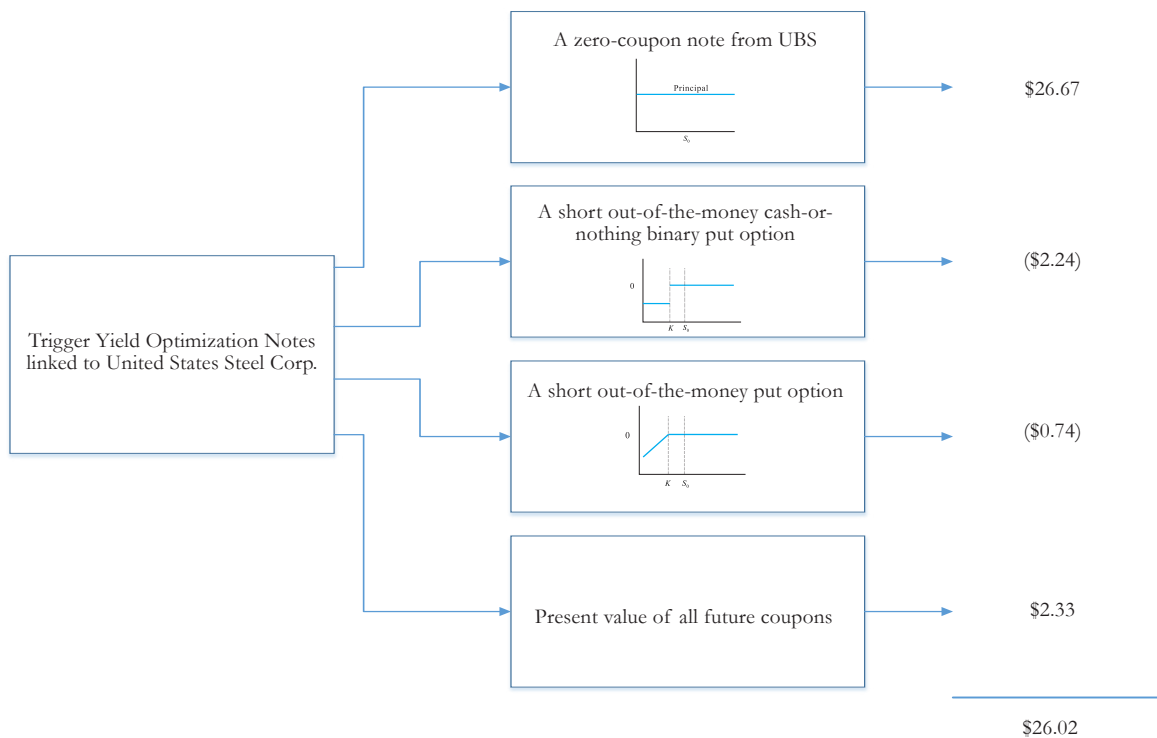 A zero-coupon note from UBS
Principal
S0
$26.67
A short out-of-the-money cash-or-
nothing binary put option
0
K S0
($2.24)
Trigger Yield Optimization Notes
linked to United States Steel Corp.
A short out-of-the-money put option
0
K S0
($0.74)
Present value of all future coupons
$2.33
$26.02